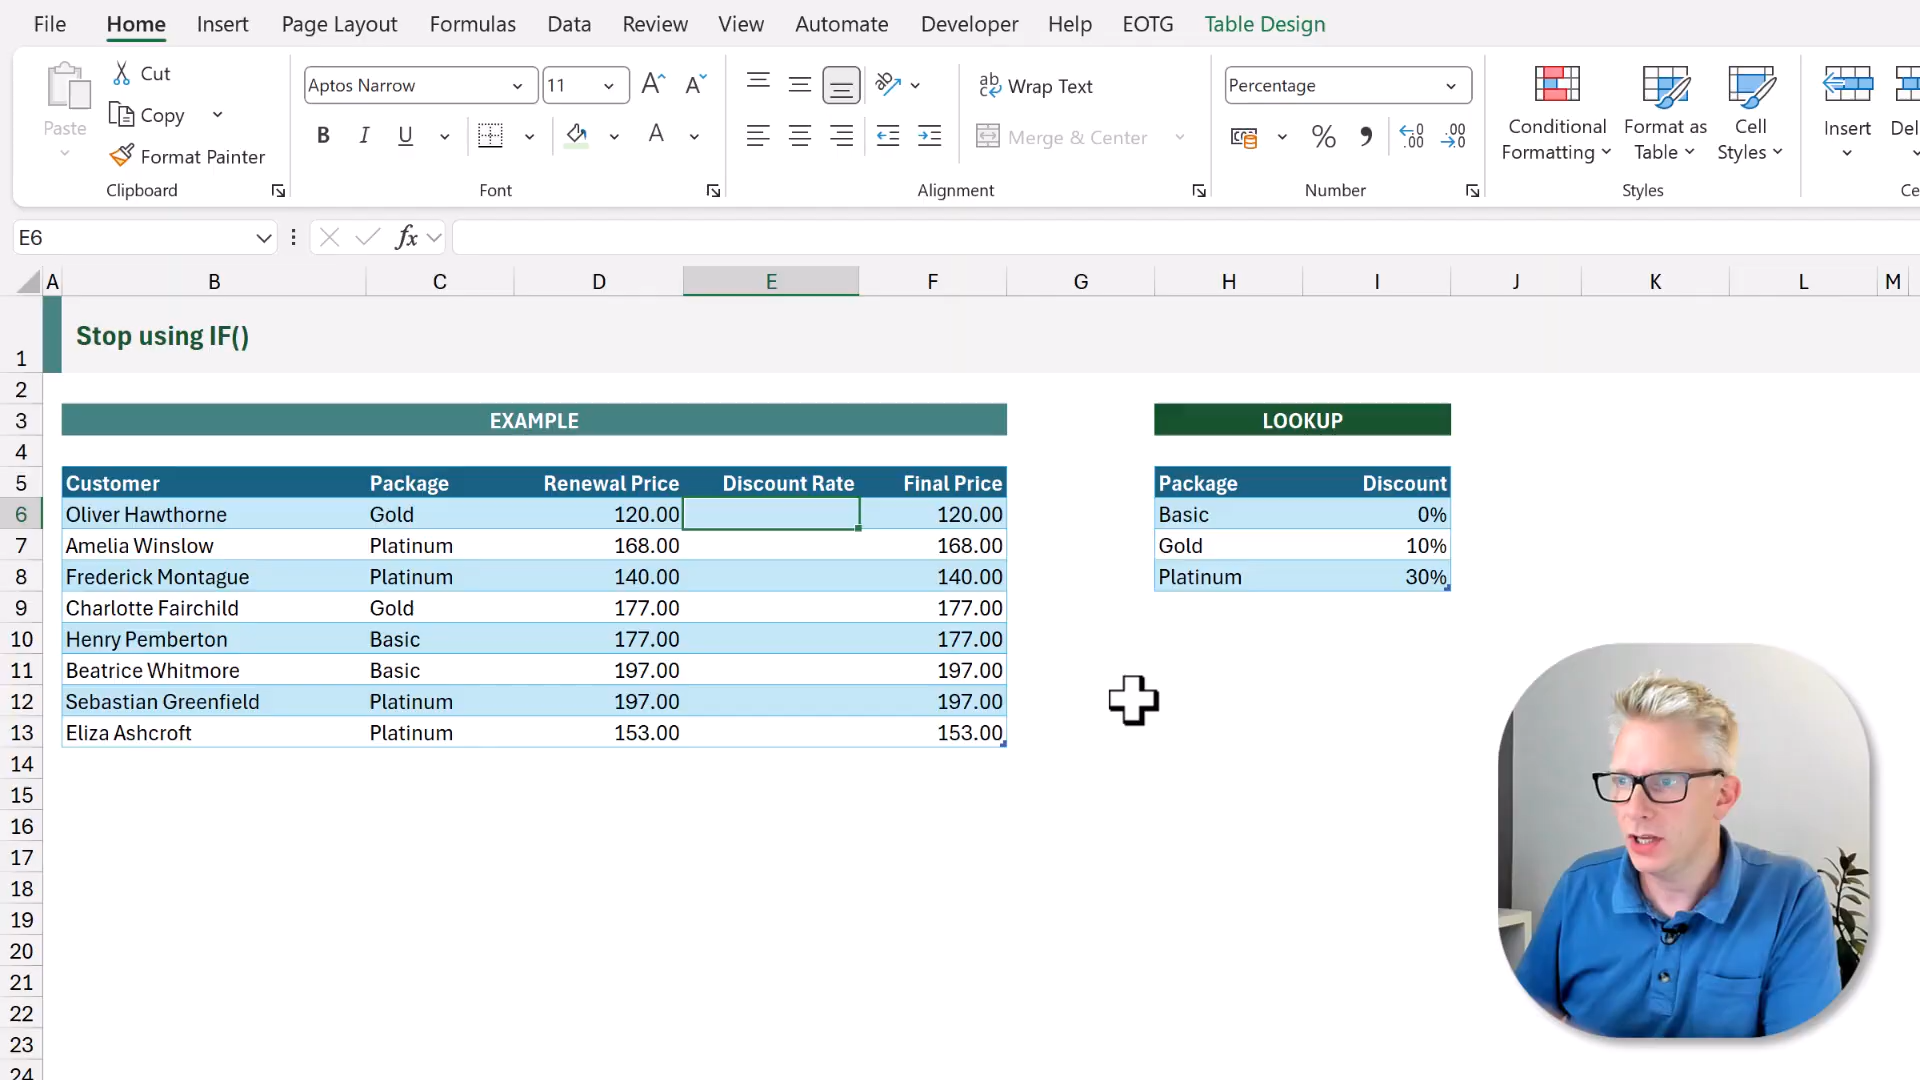 File Home Insert Page Layout Formulas Data Review View Automate Developer Help EOTG Table Design
Paste
Cut
Copy
Format Painter
Clipboard
Aptos Narrow 11
B I U
Font
Wrap Text
Merge & Center
Alignment
Percentage
Number
Conditional Formatting
Format as Table
Cell Styles
Styles
Insert
Del
Ce
E6 fx
A B C D E F G H I J K L M
1 Stop using IF()
2
3 EXAMPLE LOOKUP
4
5 Customer Package Renewal Price Discount Rate Final Price Package Discount
6 Oliver Hawthorne Gold 120.00 120.00 Basic 0%
7 Amelia Winslow Platinum 168.00 168.00 Gold 10%
8 Frederick Montague Platinum 140.00 140.00 Platinum 30%
9 Charlotte Fairchild Gold 177.00 177.00
10 Henry Pemberton Basic 177.00 177.00
11 Beatrice Whitmore Basic 197.00 197.00
12 Sebastian Greenfield Platinum 197.00 197.00
13 Eliza Ashcroft Platinum 153.00 153.00
14
15
16
17
18
19
20
21
22
23
24